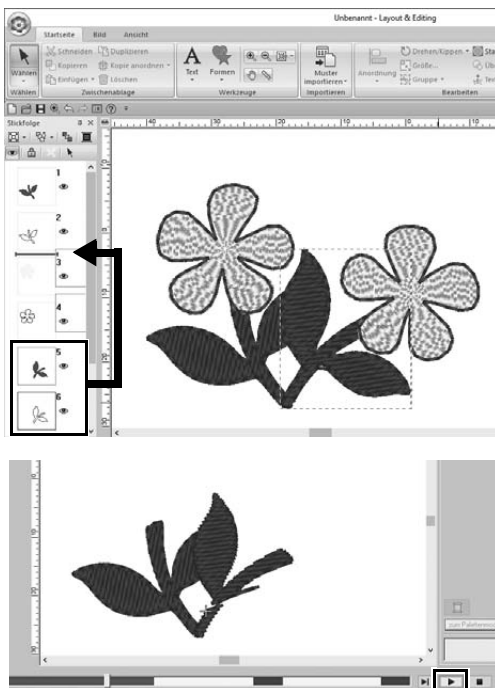 Unbenannt - Layout & Editing
Startseite Bild Ansicht
Schneiden Duplizieren
Kopieren Kopie anordnen
Einfügen Löschen
Wählen
Text
Formen
Muster importieren
Anordnung
Drehen/Kippen
Größe...
Gruppe
Wählen Zwischenablage Werkzeuge Importieren Bearbeiten
Stickfolge
1
2
3
4
5
6